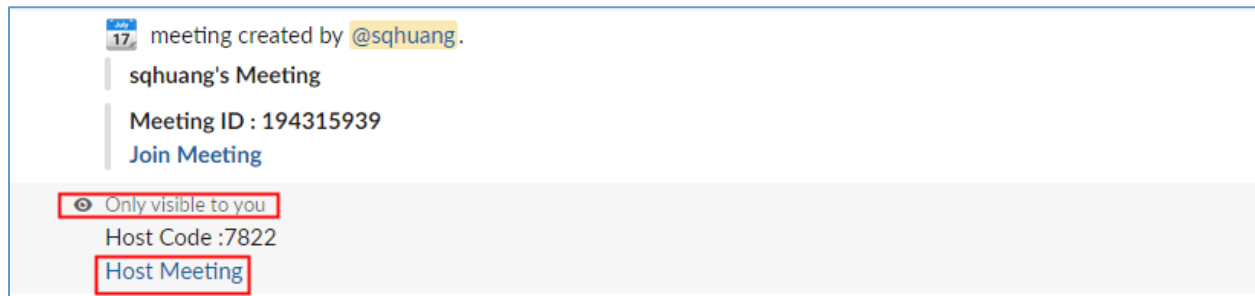 July
17 meeting created by @sqhuang.
sqhuang's Meeting
Meeting ID : 194315939
Join Meeting
Only visible to you
Host Code :7822
Host Meeting